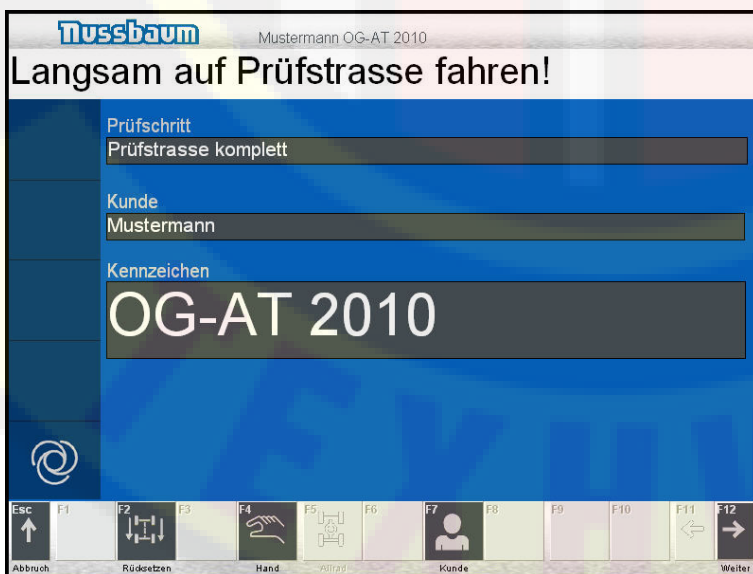 Nussbaum
Mustermann OG-AT 2010
Langsam auf Prüfstrasse fahren!
Prüfschritt
Prüfstrasse komplett
Kunde
Mustermann
Kennzeichen
OG-AT 2010
Esc F1 F2 F3 F4 F5 F6 F7 F8 F9 F10 F11 F12
Abbruch Rücksetzen Hand Allrad Kunde Weiter